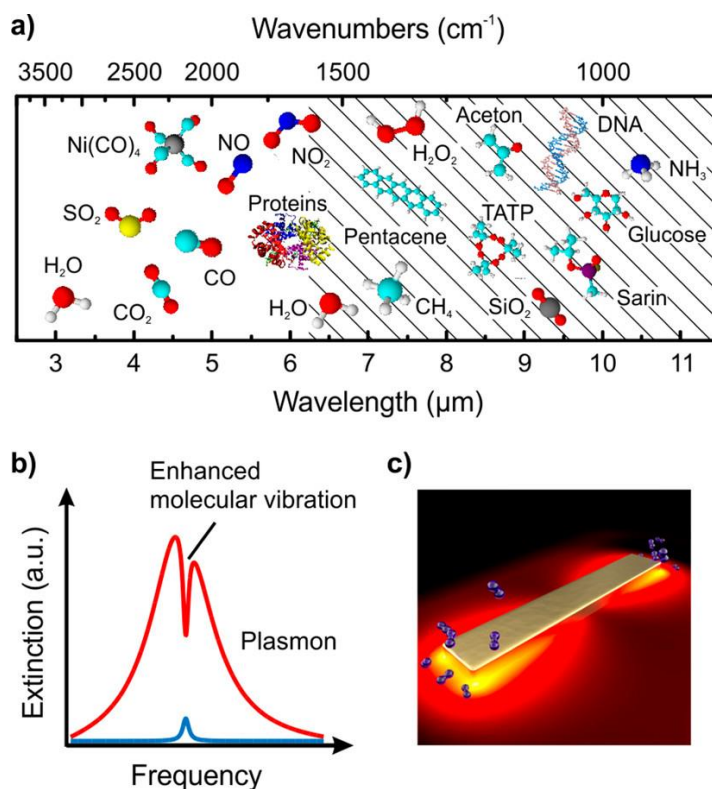 a)
Wavenumbers (cm⁻¹)
3500 2500 2000 1500 1000
Ni(CO)₄ NO NO₂ H₂O₂ Aceton DNA NH₃
SO₂ CO Proteins Pentacene TATP Glucose
H₂O CO₂ H₂O CH₄ SiO₂ Sarin
3 4 5 6 7 8 9 10 11
Wavelength (μm)
b)
Enhanced
molecular vibration
Plasmon
Extinction (a.u.)
Frequency
c)